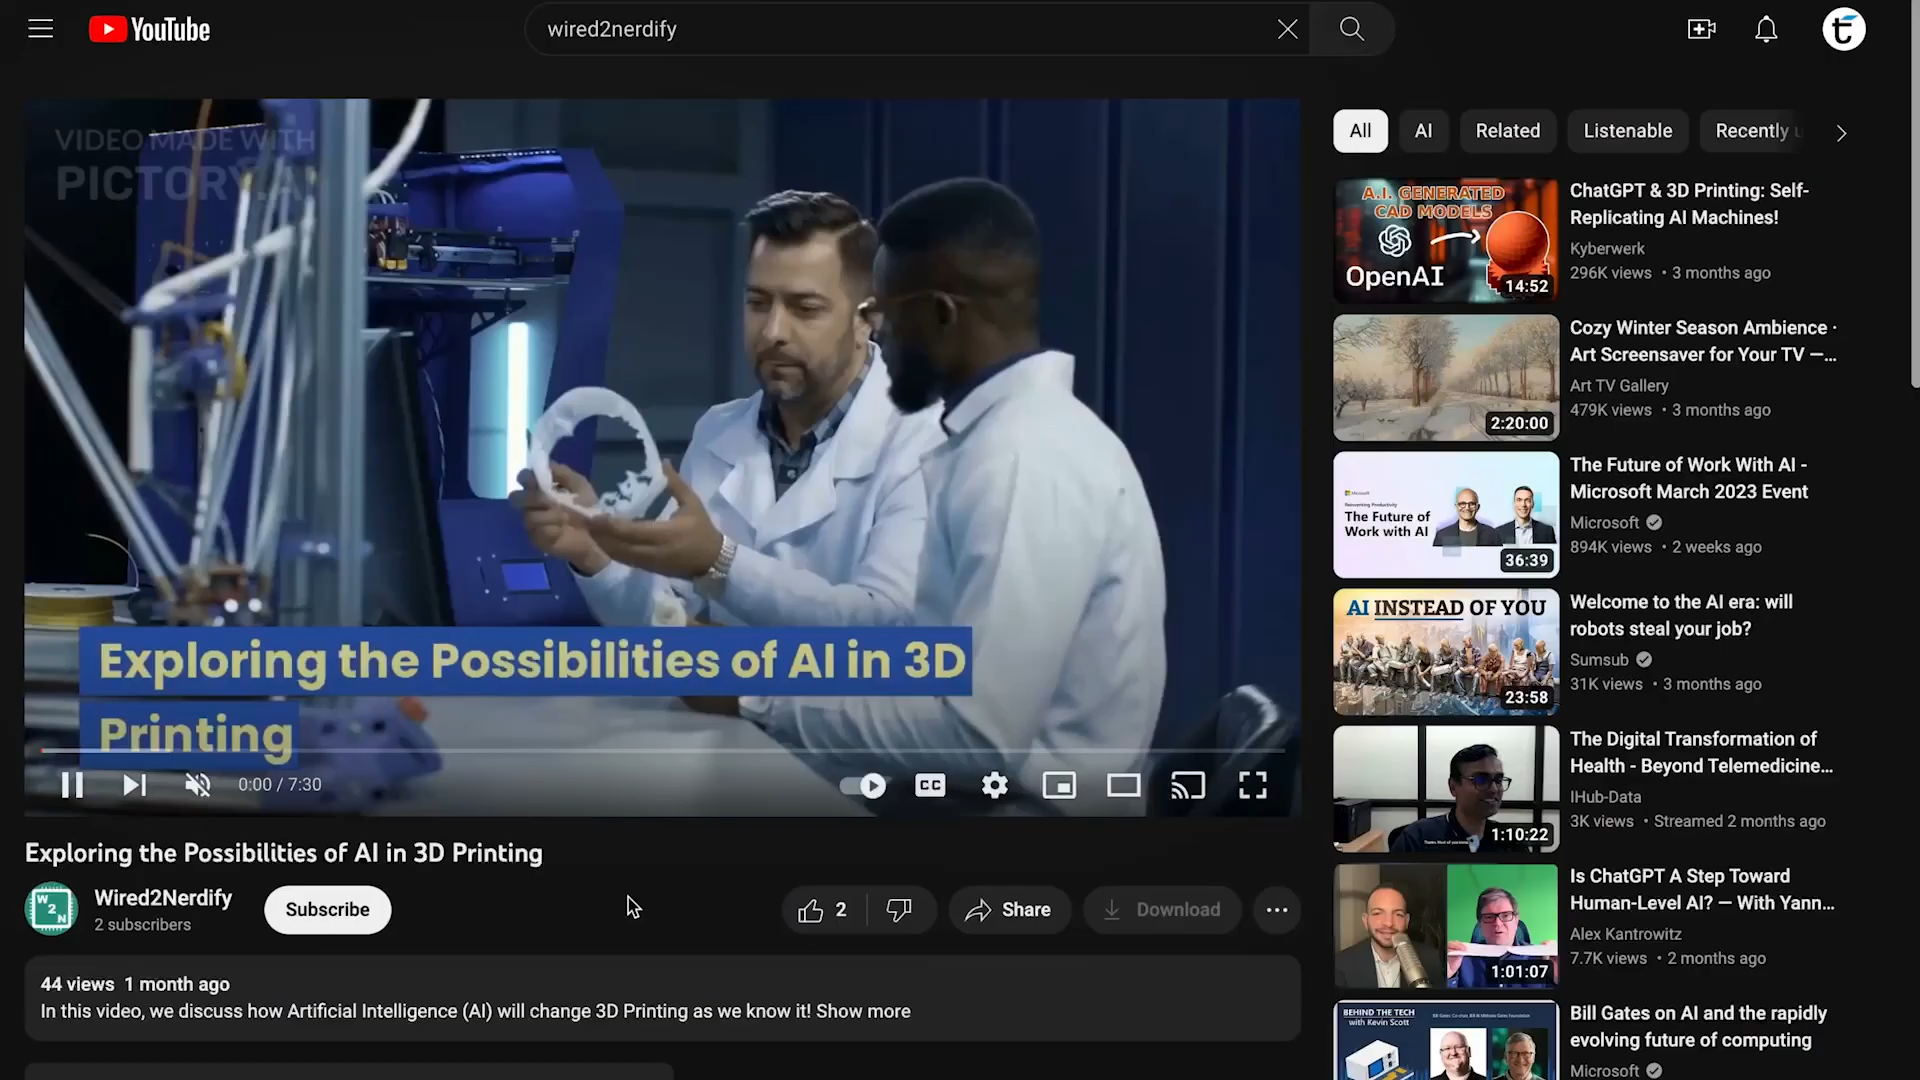 YouTube
wired2nerdify
VIDEO MADE WITH
PICTORY.AI
Exploring the Possibilities of AI in 3D
Printing
0:00 / 7:30
Exploring the Possibilities of AI in 3D Printing
W
2
N
Wired2Nerdify
2 subscribers
Subscribe
2
Share
Download
44 views 1 month ago
In this video, we discuss how Artificial Intelligence (AI) will change 3D Printing as we know it! Show more
All
AI
Related
Listenable
Recently u
A.I. GENERATED
CAD MODELS
OpenAI
14:52
ChatGPT & 3D Printing: Self-
Replicating AI Machines!
Kyberwerk
296K views • 3 months ago
2:20:00
Cozy Winter Season Ambience ·
Art Screensaver for Your TV —...
Art TV Gallery
479K views • 3 months ago
Microsoft
Reinventing Productivity
The Future of
Work with AI
36:39
The Future of Work With AI -
Microsoft March 2023 Event
Microsoft
894K views • 2 weeks ago
AI INSTEAD OF YOU
23:58
Welcome to the AI era: will
robots steal your job?
Sumsub
31K views • 3 months ago
1:10:22
The Digital Transformation of
Health - Beyond Telemedicine...
IHub-Data
3K views • Streamed 2 months ago
1:01:07
Is ChatGPT A Step Toward
Human-Level AI? — With Yann...
Alex Kantrowitz
7.7K views • 2 months ago
BEHIND THE TECH
with Kevin Scott
Bill Gates on AI and the rapidly
evolving future of computing
Microsoft